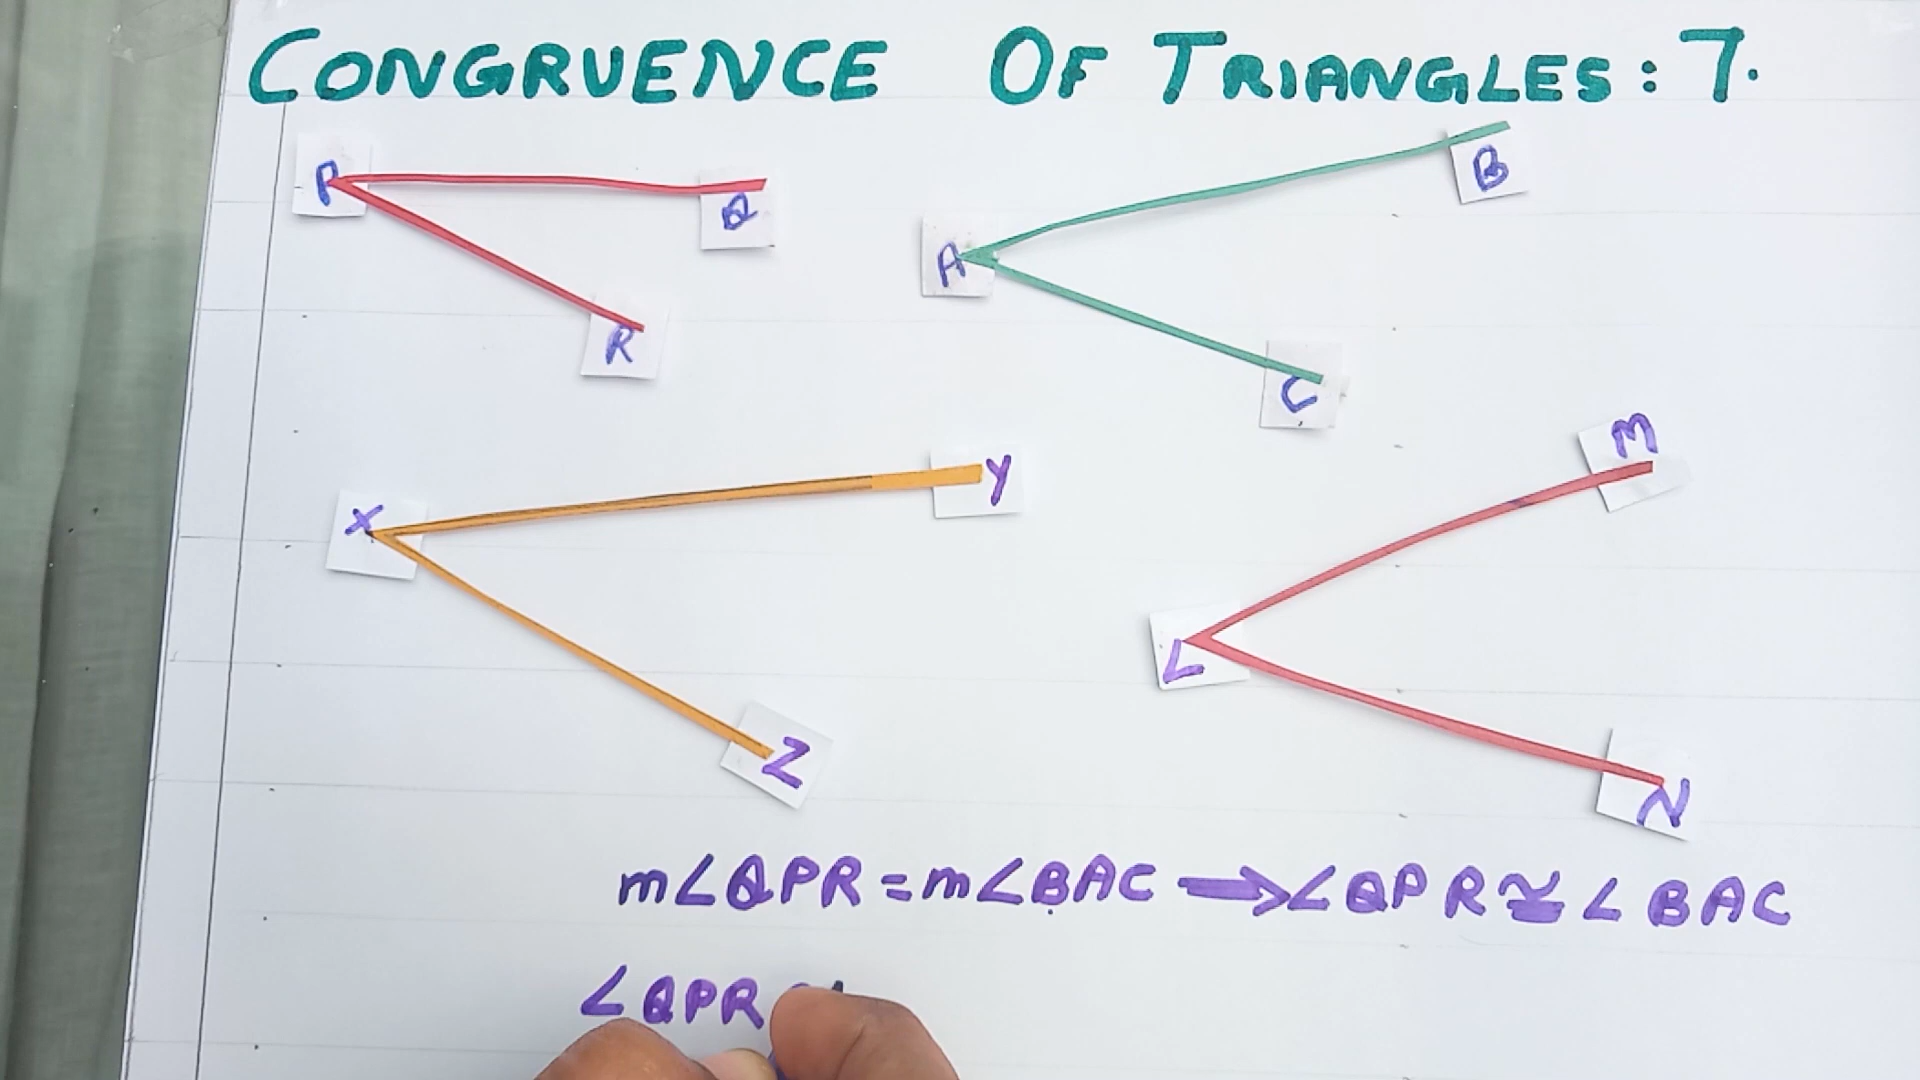 CONGRUENCE OF TRIANGLES: 7.
P
Q
R
A
B
C
X
Y
Z
L
M
N
m∠QPR = m∠BAC ⟹ ∠QPR ≅ ∠BAC
∠QPR